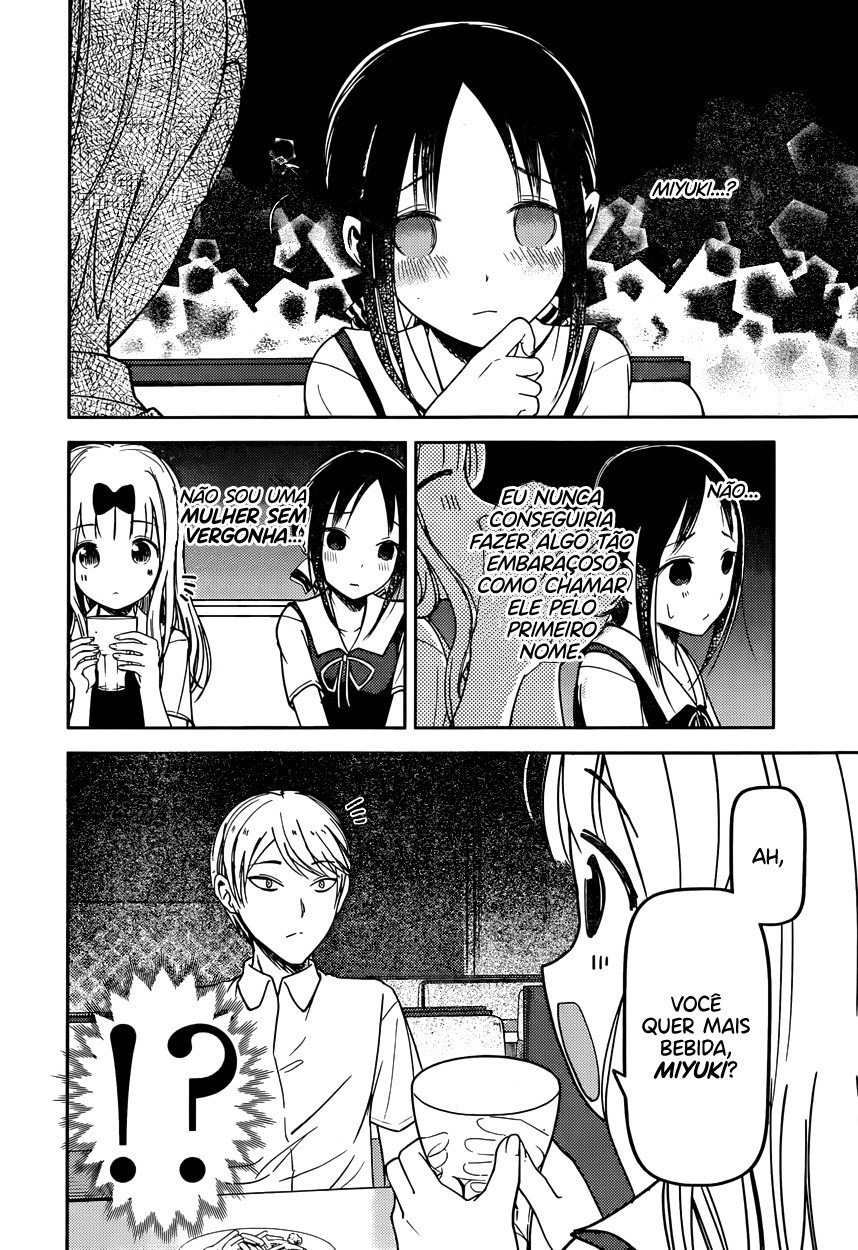 MIYUKI...?
NÃO...
EU NUNCA
CONSEGUIRIA
FAZER ALGO TÃO
EMBARAÇOSO
COMO CHAMAR
ELE PELO
PRIMEIRO
NOME.
NÃO SOU UMA
MULHER SEM
VERGONHA...
AH,
VOCÊ
QUER MAIS
BEBIDA,
MIYUKI?
!?